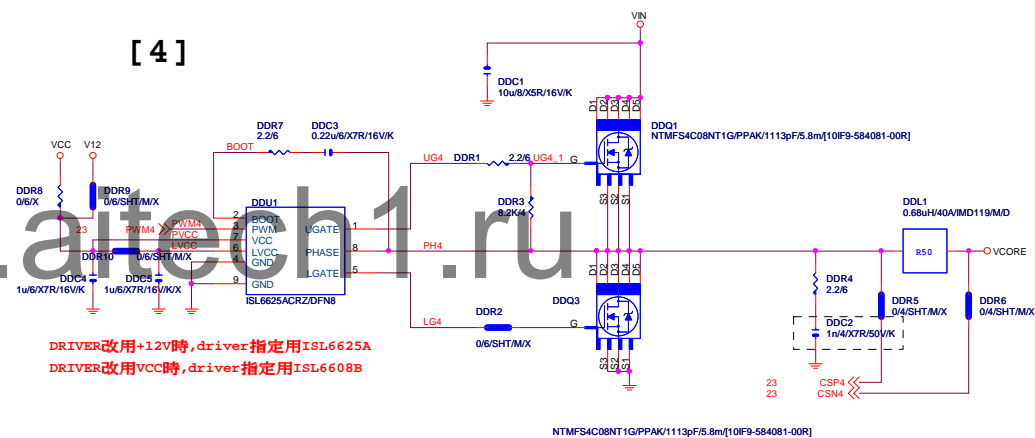 [4]
VIN
DDC1
10u/8/X5R/16V/K
D1
D2
D3
D4
D5
DDQ1
NTMFS4C08NT1G/PPAK/1113pF/5.8m/[10IF9-584081-00R]
G
S3
S2
S1
VCC
V12
DDR8
0/6/X
DDR9
0/6/SHT/M/X
DDR7
2.2/6
DDC3
0.22u/6/X7R/16V/K
BOOT
DDU1
2
BOOT
3
PWM
7
VCC
6
LVCC
4
GND
9
GND
UGATE
1
PHASE
8
LGATE
5
ISL6625ACRZ/DFN8
23
PWM4
PWM4
PVCC
LVCC
DDR10
0/6/SHT/M/X
DDC4
1u/6/X7R/16V/K
DDC5
1u/6/X7R/16V/K/X
UG4
DDR1
2.2/6
UG4_1
DDR3
8.2K/4
PH4
LG4
DDR2
0/6/SHT/M/X
D1
D2
D3
D4
D5
DDQ3
G
S3
S2
S1
NTMFS4C08NT1G/PPAK/1113pF/5.8m/[10IF9-584081-00R]
DDL1
0.68uH/40A/IMD119/M/D
R50
VCORE
DDR4
2.2/6
DDC2
1n/4/X7R/50V/K
DDR5
0/4/SHT/M/X
DDR6
0/4/SHT/M/X
23
CSP4
23
CSN4
DRIVER改用+12V時,driver指定用ISL6625A
DRIVER改用VCC時,driver指定用ISL6608B
.aitech1.ru